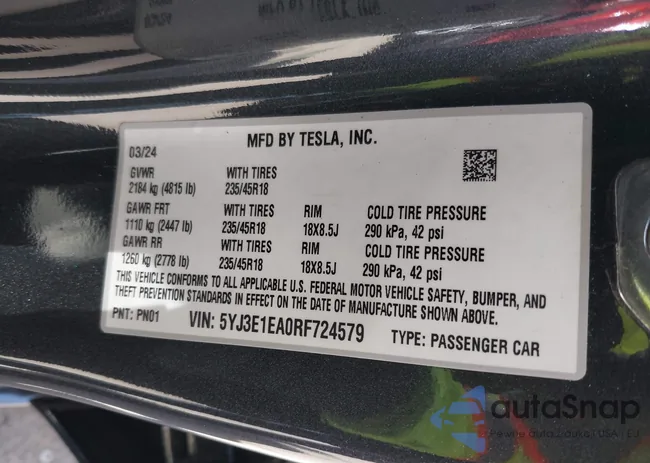 MFD BY TESLA, INC.
03/24
GVWR WITH TIRES
2184 kg (4815 lb) 235/45R18
GAWR FRT WITH TIRES RIM COLD TIRE PRESSURE
1110 kg (2447 lb) 235/45R18 18X8.5J 290 kPa, 42 psi
GAWR RR WITH TIRES RIM COLD TIRE PRESSURE
1260 kg (2778 lb) 235/45R18 18X8.5J 290 kPa, 42 psi
THIS VEHICLE CONFORMS TO ALL APPLICABLE U.S. FEDERAL MOTOR VEHICLE SAFETY, BUMPER, AND
THEFT PREVENTION STANDARDS IN EFFECT ON THE DATE OF MANUFACTURE SHOWN ABOVE.
PNT: PN01 VIN: 5YJ3E1EA0RF724579 TYPE: PASSENGER CAR
autoSnap